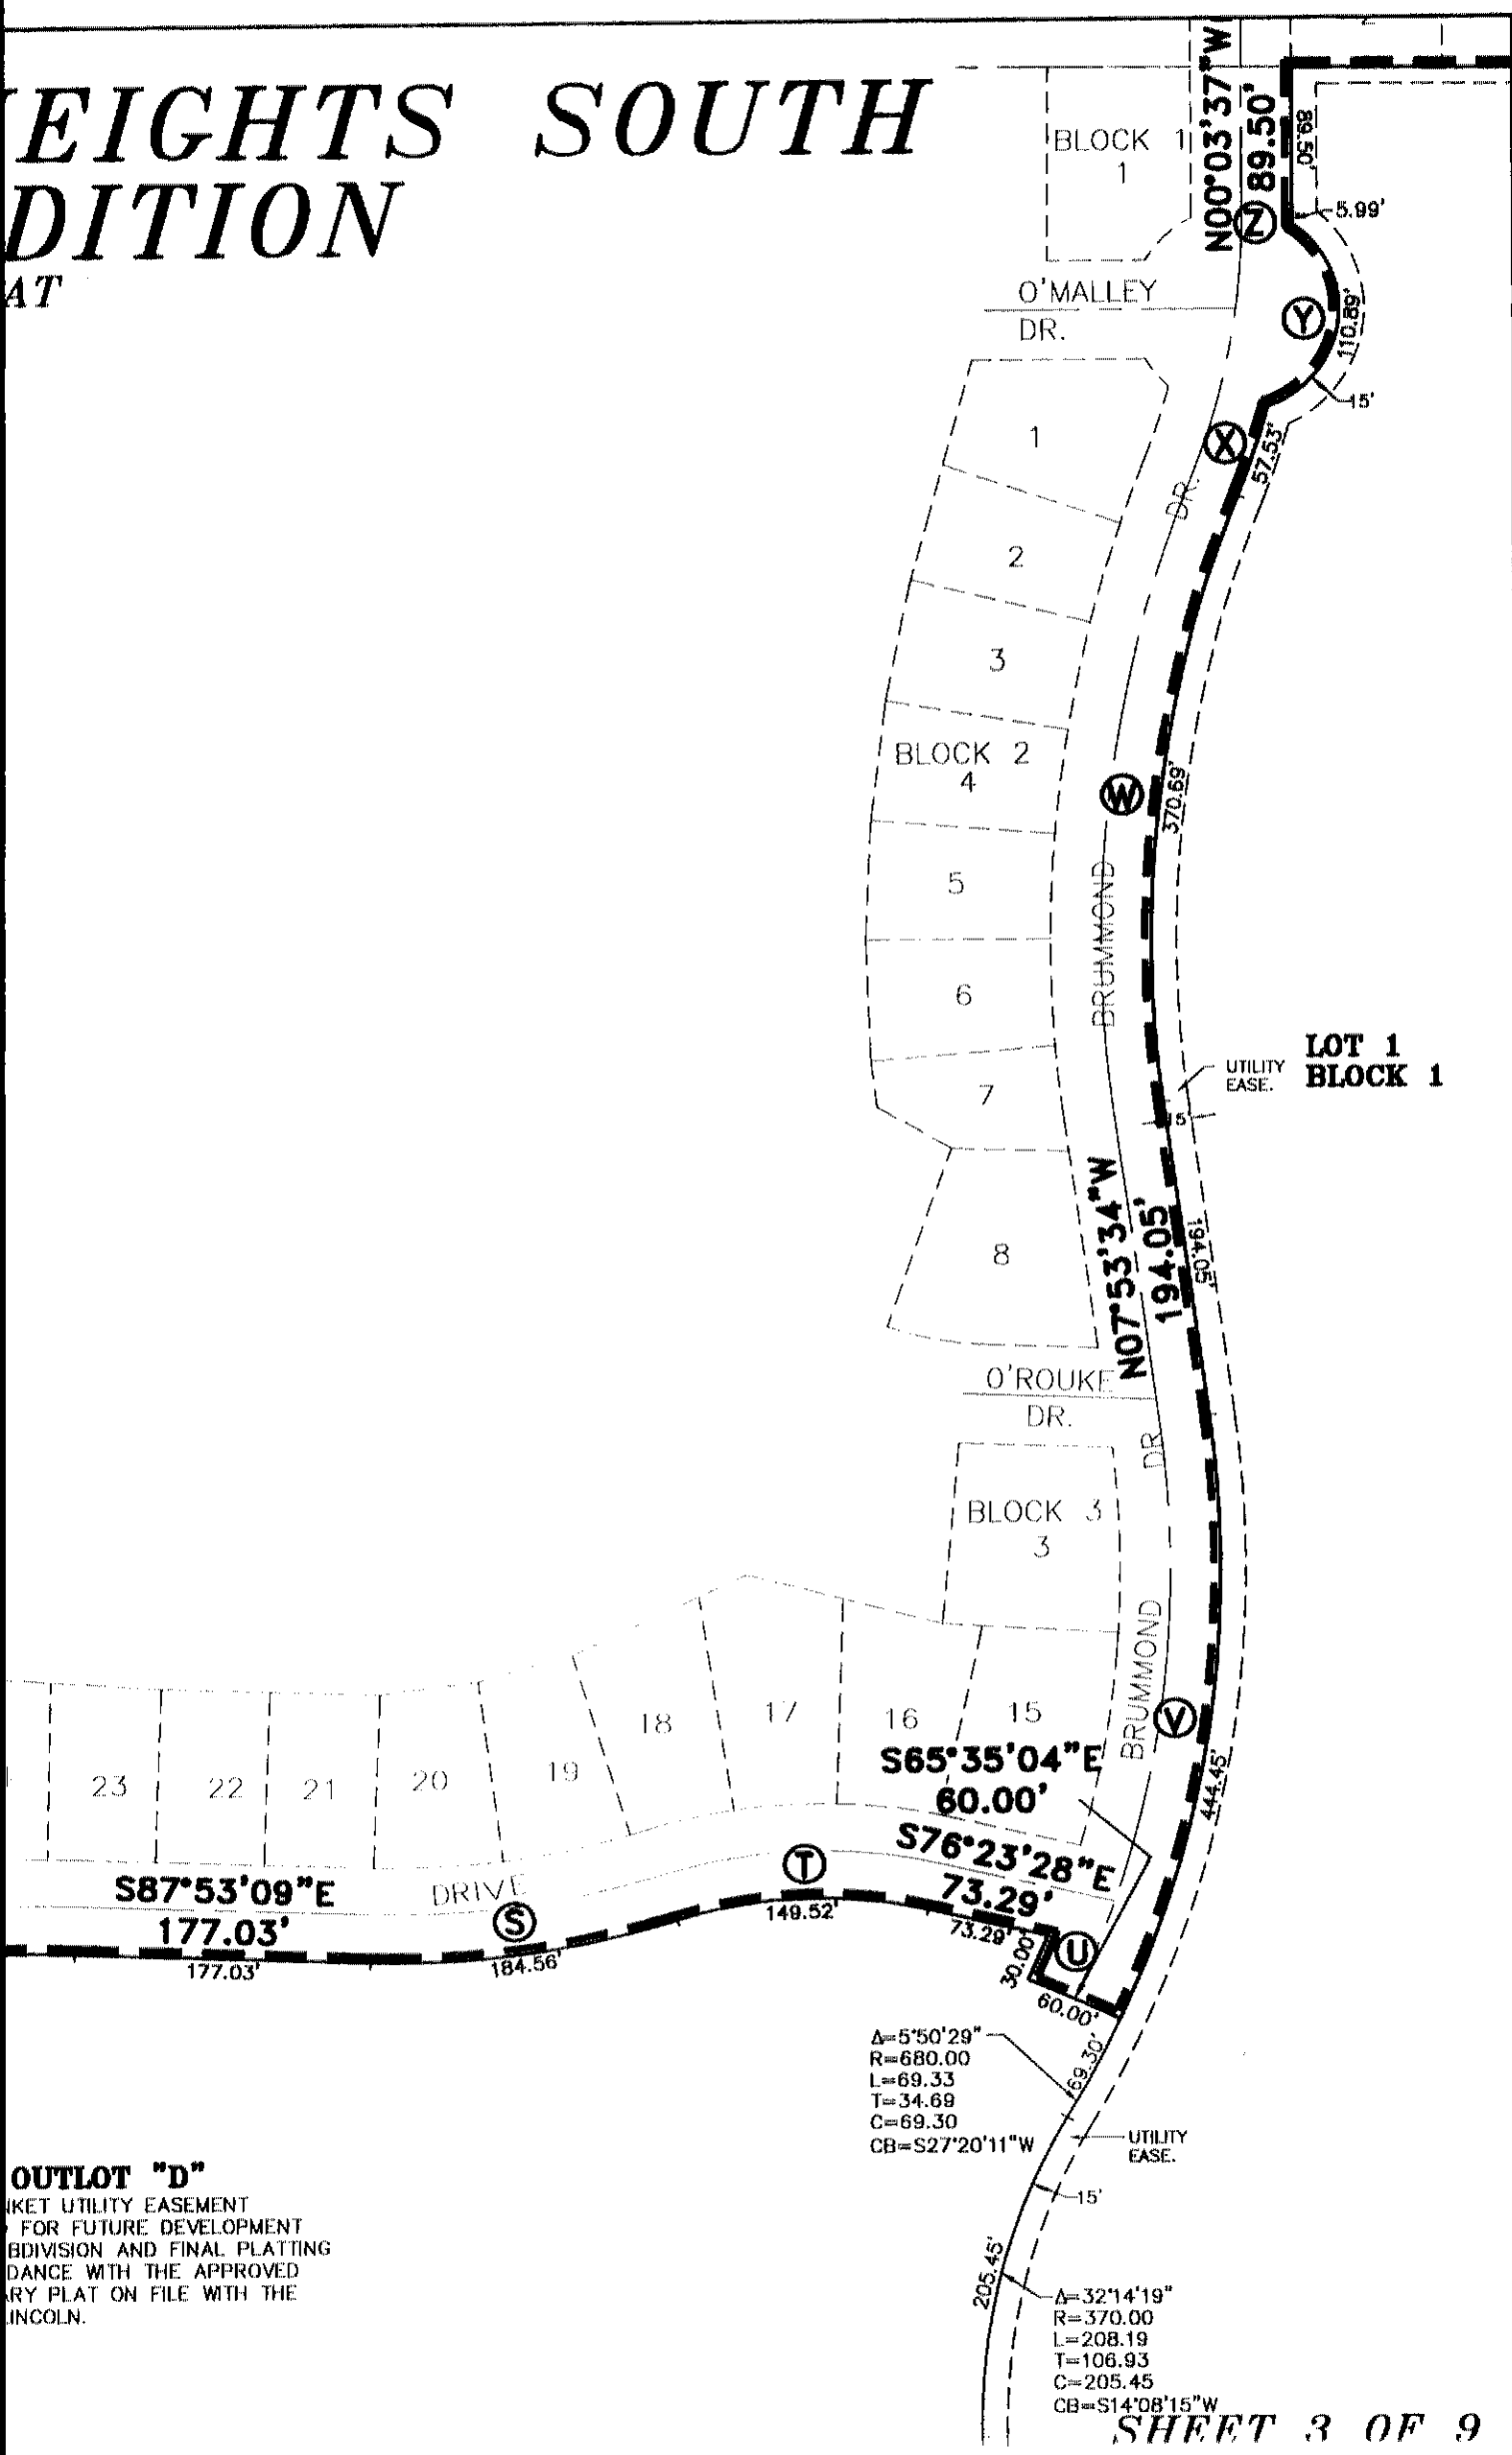 EIGHTS SOUTH
DITION
AT
N00°03'37"W
89.50'
89.50'
BLOCK 1
1
Z
5.99'
O'MALLEY
DR.
Y
110.89'
15'
1
X
57.53'
DR.
2
3
BLOCK 2
4
W
370.69'
5
BRUMMOND
6
LOT 1
BLOCK 1
UTILITY
EASE.
7
15'
N07°53'34"W
194.05'
194.05'
8
O'ROUKE
DR.
DR.
BLOCK 3
3
BRUMMOND
V
444.45'
15
16
17
18
19
20
21
22
23
S65°35'04"E
60.00'
S76°23'28"E
73.29'
T
149.52'
73.29'
S87°53'09"E
177.03'
DRIVE
S
177.03'
184.56'
U
30.00'
60.00'
Δ=5°50'29"
R=680.00
L=69.33
T=34.69
C=69.30
CB=S27°20'11"W
69.30'
UTILITY
EASE.
15'
OUTLOT "D"
KET UTILITY EASEMENT
FOR FUTURE DEVELOPMENT
BDIVISION AND FINAL PLATTING
DANCE WITH THE APPROVED
RY PLAT ON FILE WITH THE
INCOLN.
205.45'
Δ=32°14'19"
R=370.00
L=208.19
T=106.93
C=205.45
CB=S14°08'15"W
SHEET 3 OF 9